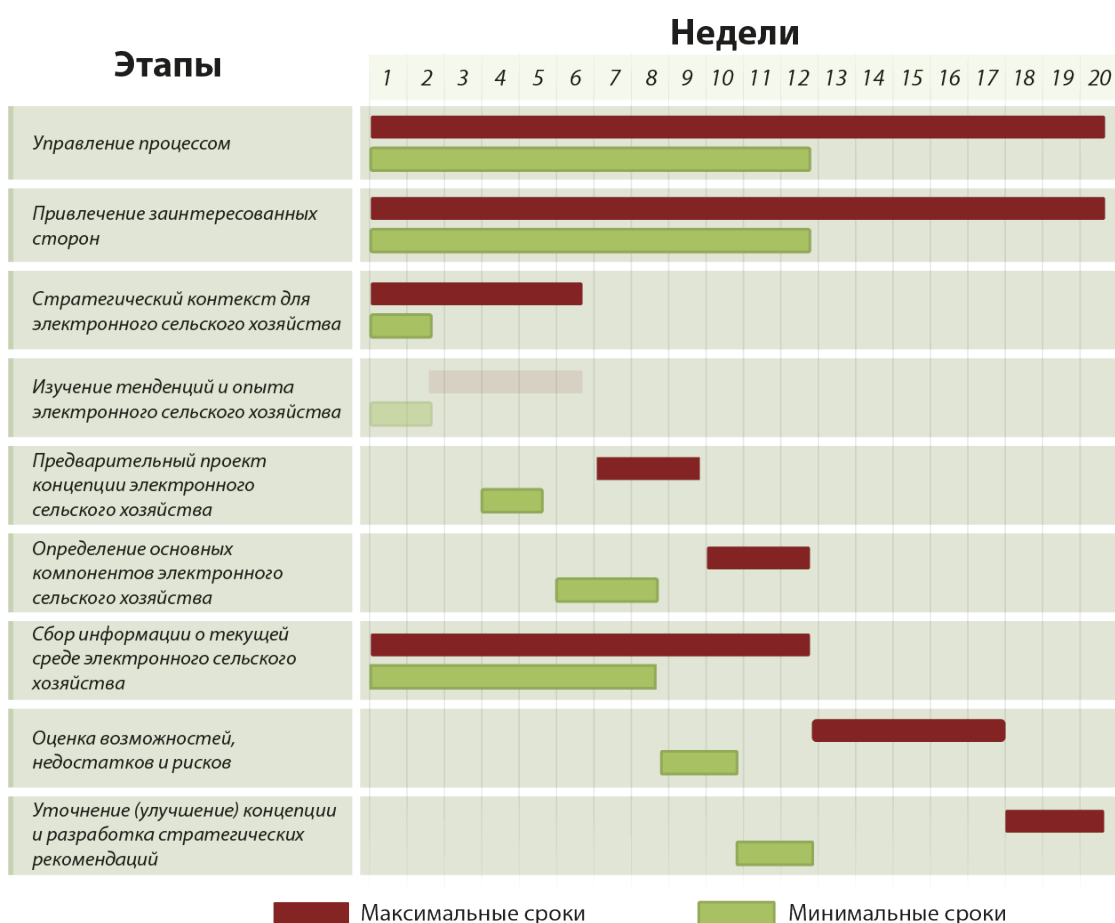 Недели
Этапы
1 2 3 4 5 6 7 8 9 10 11 12 13 14 15 16 17 18 19 20
Управление процессом
Привлечение заинтересованных
сторон
Стратегический контекст для
электронного сельского хозяйства
Изучение тенденций и опыта
электронного сельского хозяйства
Предварительный проект
концепции электронного
сельского хозяйства
Определение основных
компонентов электронного
сельского хозяйства
Сбор информации о текущей
среде электронного сельского
хозяйства
Оценка возможностей,
недостатков и рисков
Уточнение (улучшение) концепции
и разработка стратегических
рекомендаций
Максимальные сроки
Минимальные сроки